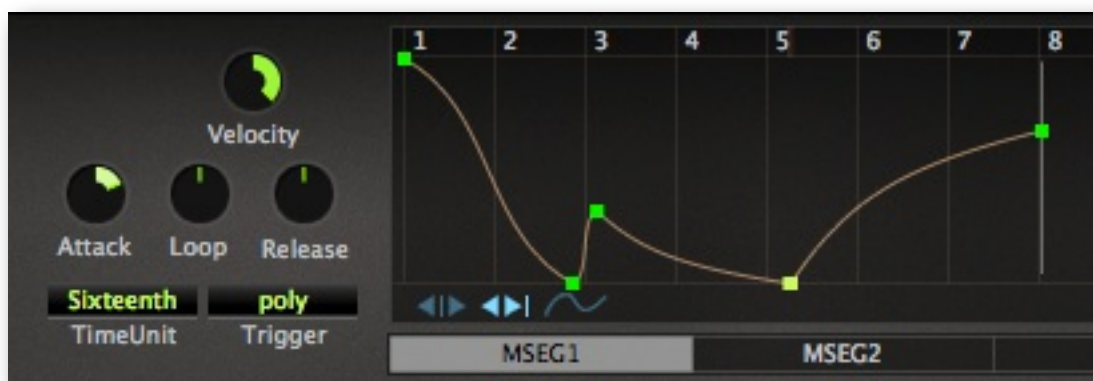 1 2 3 4 5 6 7 8
Velocity
Attack Loop Release
Sixteenth poly
TimeUnit Trigger
MSEG1 MSEG2